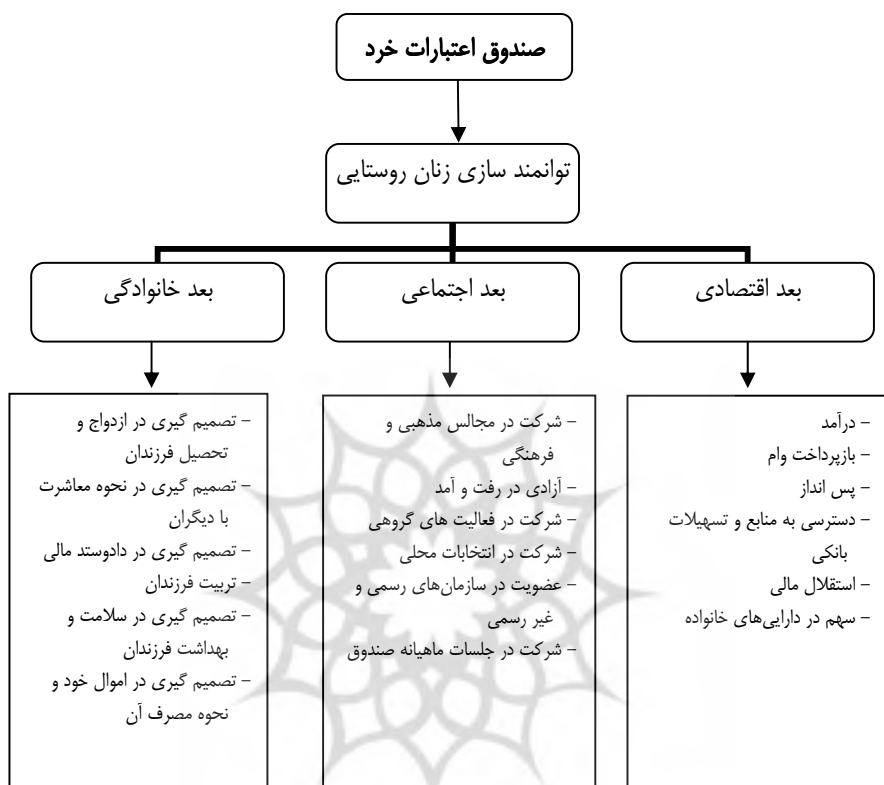 صندوق اعتبارات خرد
توانمند سازی زنان روستایی
بعد اقتصادی
بعد اجتماعی
بعد خانوادگی
- درآمد
- بازپرداخت وام
- پس انداز
- دسترسی به منابع و تسهیلات
بانکی
- استقلال مالی
- سهم در دارایی‌های خانواده
- شرکت در مجالس مذهبی و
فرهنگی
- آزادی در رفت و آمد
- شرکت در فعالیت های گروهی
- شرکت در انتخابات محلی
- عضویت در سازمان‌های رسمی و
غیر رسمی
- شرکت در جلسات ماهیانه صندوق
- تصمیم گیری در ازدواج و
تحصیل فرزندان
- تصمیم گیری در نحوه معاشرت
با دیگران
- تصمیم گیری در دادوستد مالی
- تربیت فرزندان
- تصمیم گیری در سلامت و
بهداشت فرزندان
- تصمیم گیری در اموال خود و
نحوه مصرف آن